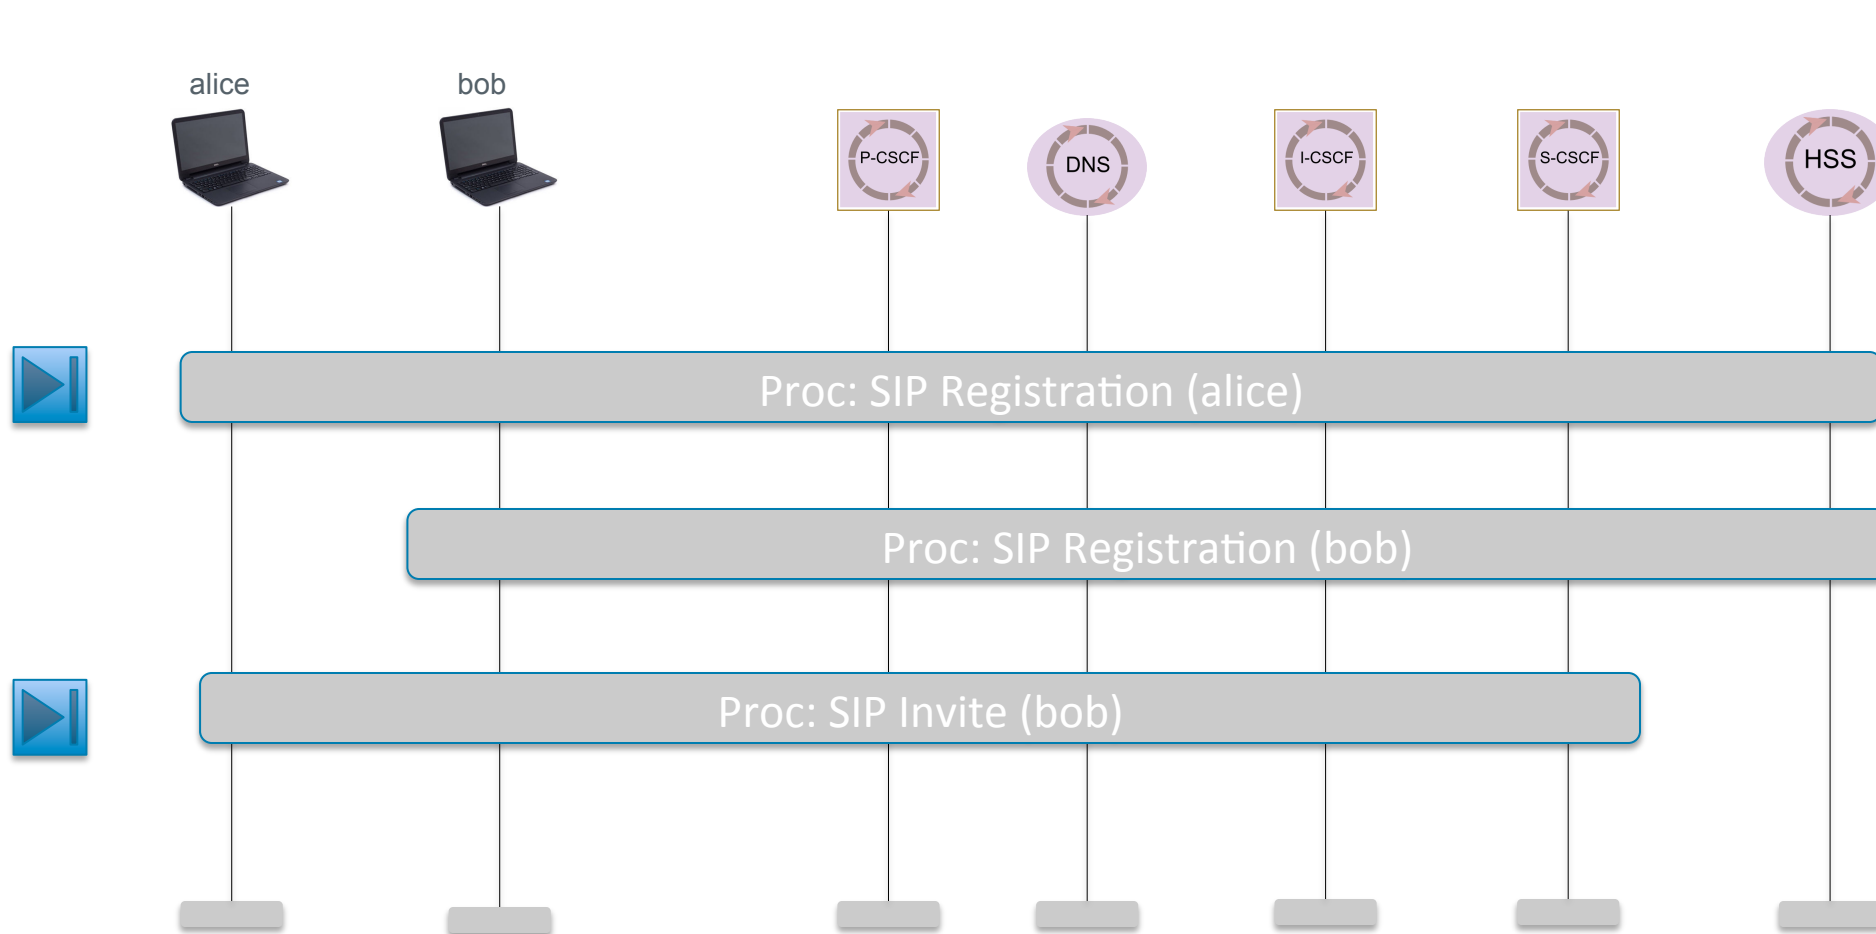 alice
bob
P-CSCF
DNS
I-CSCF
S-CSCF
HSS
Proc: SIP Registration (alice)
Proc: SIP Registration (bob)
Proc: SIP Invite (bob)